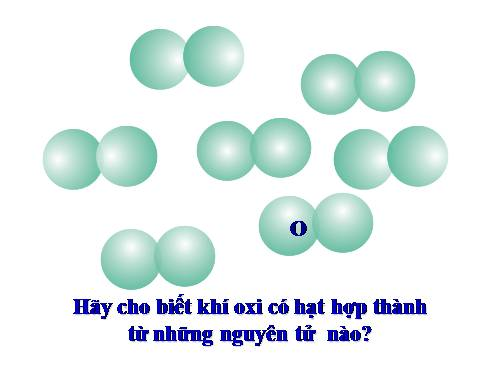 O
Hãy cho biết khí oxi có hạt hợp thành
từ những nguyên tử nào?